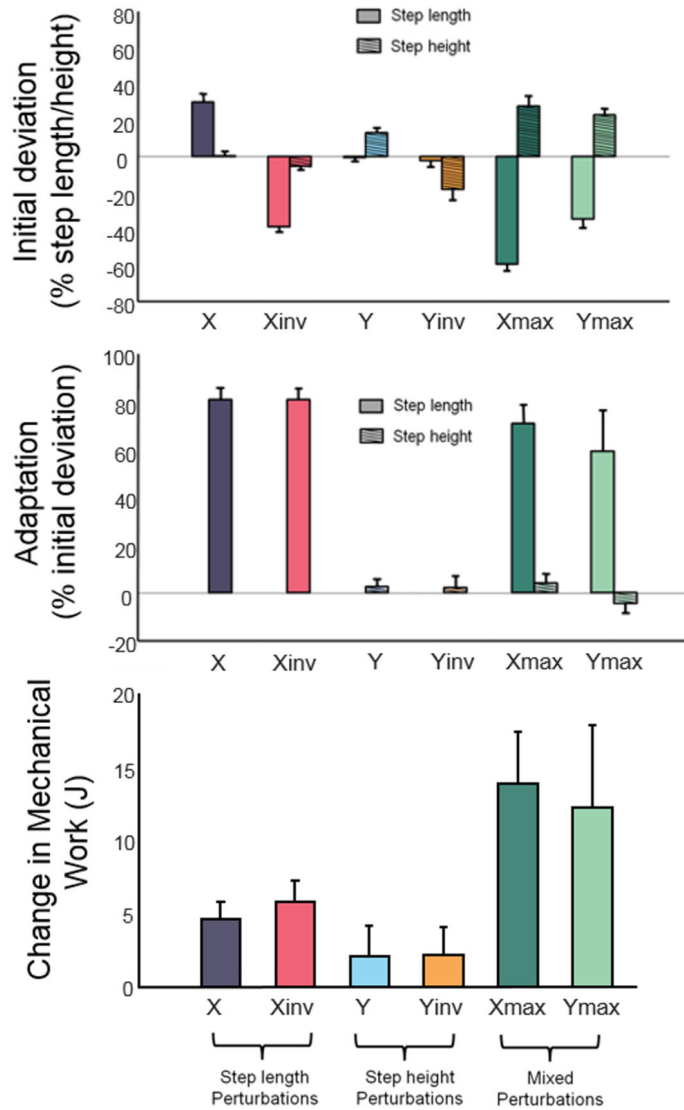 Initial deviation
(% step length/height)
80
60
40
20
0
-20
-40
-60
-80
Step length
Step height
X Xinv Y Yinv Xmax Ymax
Adaptation
(% initial deviation)
100
80
60
40
20
0
-20
Step length
Step height
X Xinv Y Yinv Xmax Ymax
Change in Mechanical
Work (J)
20
15
10
5
0
X Xinv Y Yinv Xmax Ymax
Step length
Perturbations
Step height
Perturbations
Mixed
Perturbations